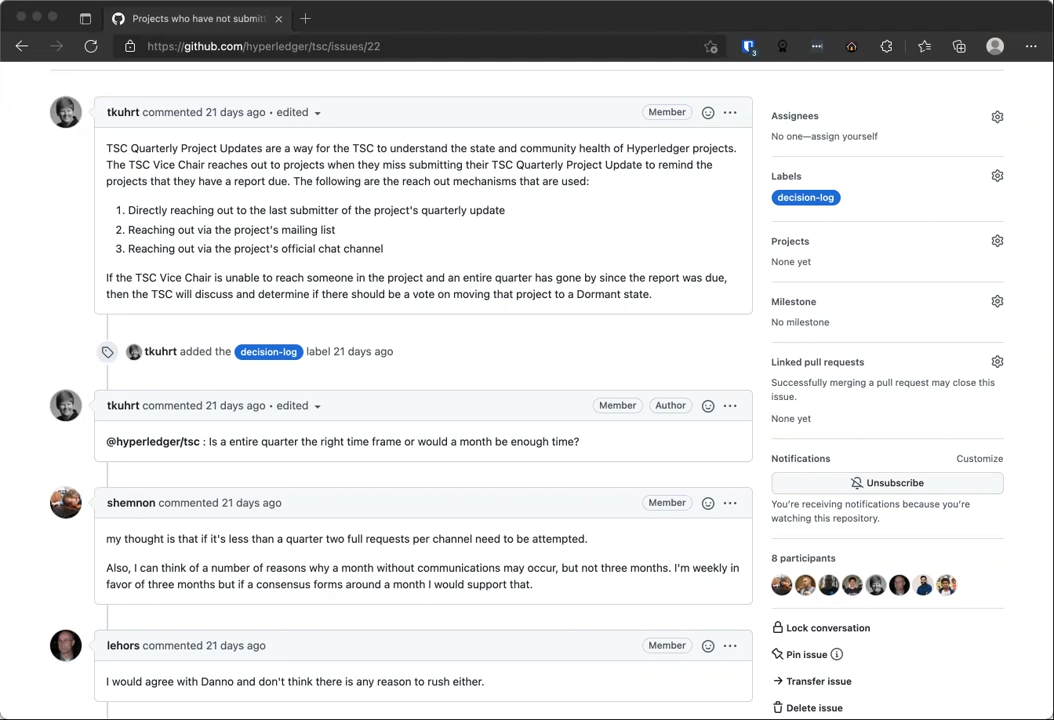 Projects who have not submitt
https://github.com/hyperledger/tsc/issues/22
3
tkuhrt commented 21 days ago • edited
Member
TSC Quarterly Project Updates are a way for the TSC to understand the state and community health of Hyperledger projects.
The TSC Vice Chair reaches out to projects when they miss submitting their TSC Quarterly Project Update to remind the
projects that they have a report due. The following are the reach out mechanisms that are used:
1. Directly reaching out to the last submitter of the project's quarterly update
2. Reaching out via the project's mailing list
3. Reaching out via the project's official chat channel
If the TSC Vice Chair is unable to reach someone in the project and an entire quarter has gone by since the report was due,
then the TSC will discuss and determine if there should be a vote on moving that project to a Dormant state.
tkuhrt added the decision-log label 21 days ago
tkuhrt commented 21 days ago • edited
Member
Author
@hyperledger/tsc : Is a entire quarter the right time frame or would a month be enough time?
shemnon commented 21 days ago
Member
my thought is that if it's less than a quarter two full requests per channel need to be attempted.
Also, I can think of a number of reasons why a month without communications may occur, but not three months. I'm weekly in
favor of three months but if a consensus forms around a month I would support that.
lehors commented 21 days ago
Member
I would agree with Danno and don't think there is any reason to rush either.
Assignees
No one—assign yourself
Labels
decision-log
Projects
None yet
Milestone
No milestone
Linked pull requests
Successfully merging a pull request may close this
issue.
None yet
Notifications
Customize
Unsubscribe
You're receiving notifications because you're
watching this repository.
8 participants
Lock conversation
Pin issue
Transfer issue
Delete issue